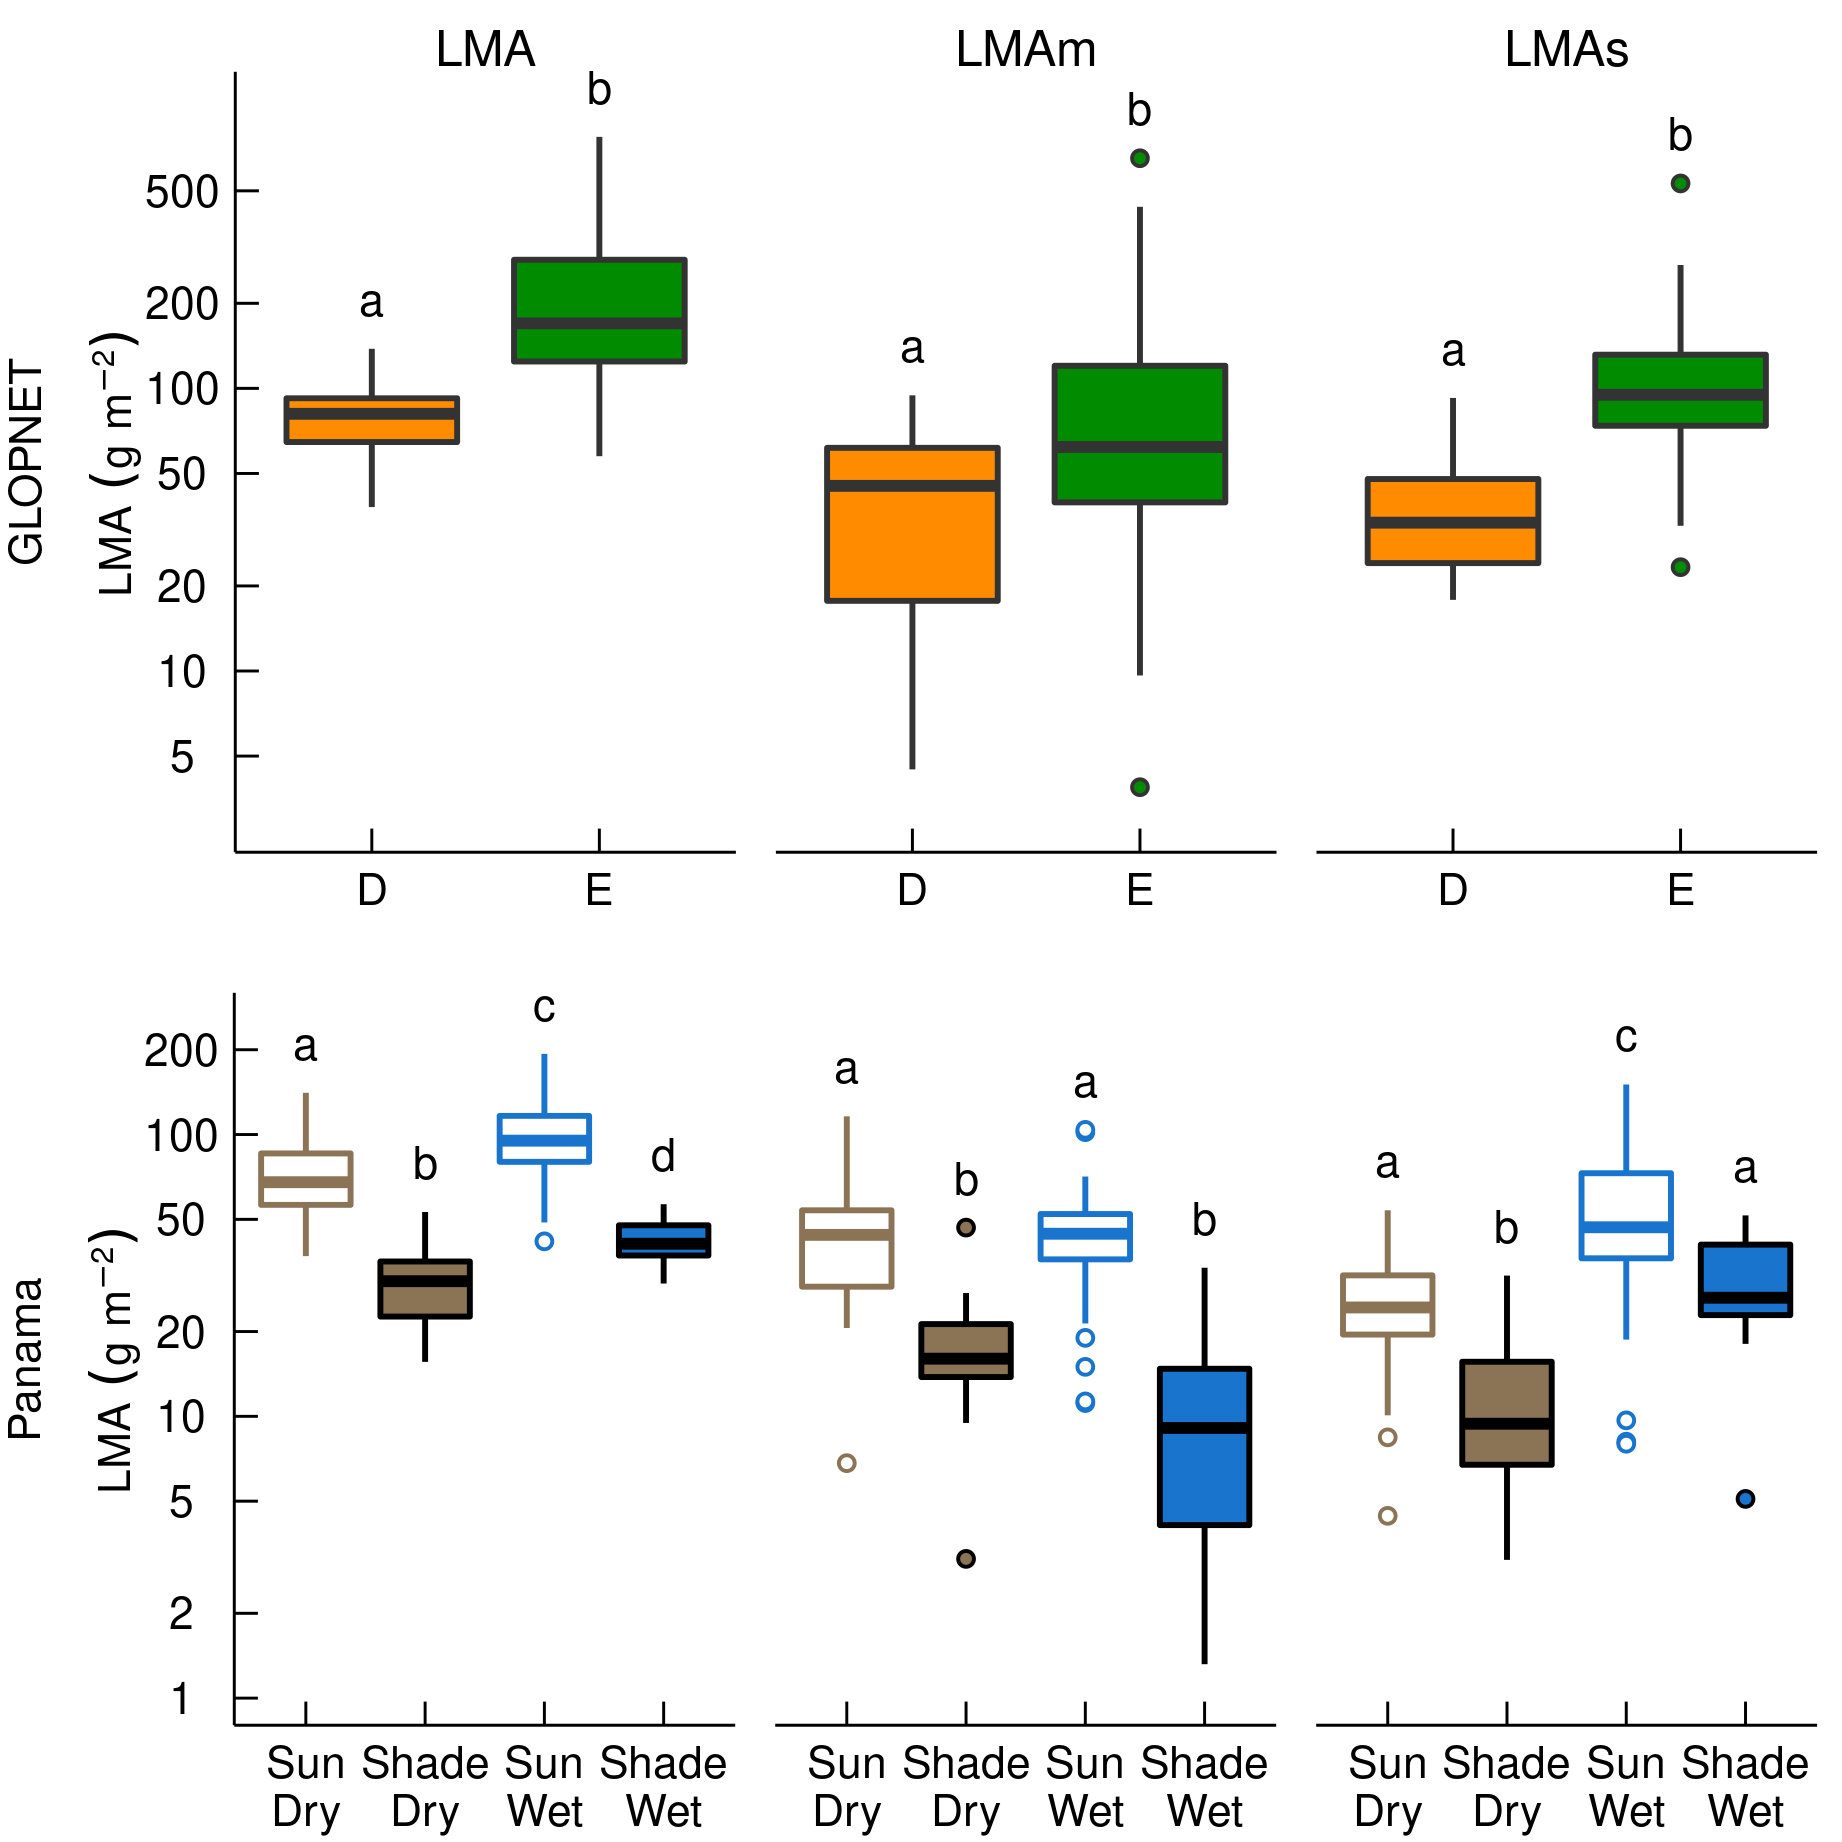 LMA LMAm LMAs
GLOPNET
LMA (g m−2)
500
200
100
50
20
10
5
a b a b a b
D E D E D E
Panama
LMA (g m−2)
200
100
50
20
10
5
2
1
a b c d a b a b a b c a
Sun Shade Sun Shade Sun Shade Sun Shade Sun Shade Sun Shade
Dry Dry Wet Wet Dry Dry Wet Wet Dry Dry Wet Wet